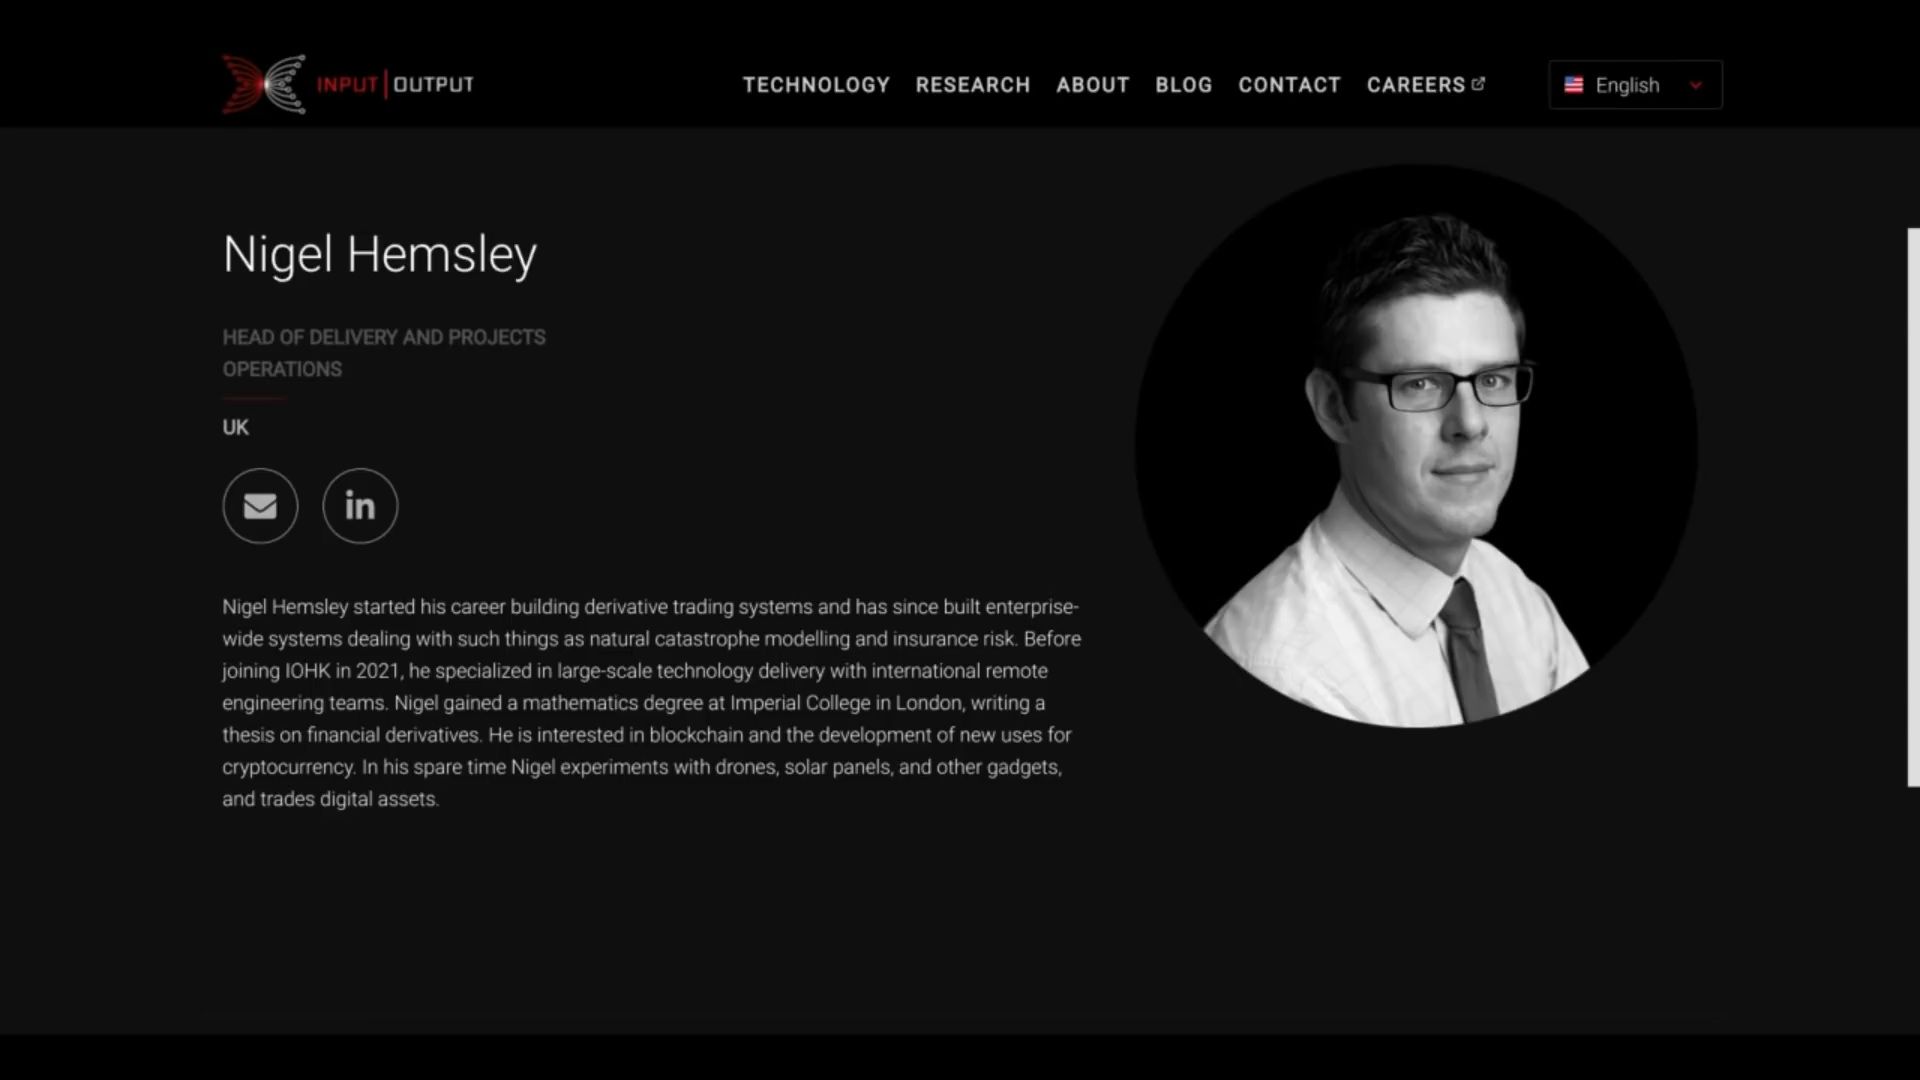 INPUT | OUTPUT
TECHNOLOGY RESEARCH ABOUT BLOG CONTACT CAREERS
English
Nigel Hemsley
HEAD OF DELIVERY AND PROJECTS
OPERATIONS
UK
in
Nigel Hemsley started his career building derivative trading systems and has since built enterprise-
wide systems dealing with such things as natural catastrophe modelling and insurance risk. Before
joining IOHK in 2021, he specialized in large-scale technology delivery with international remote
engineering teams. Nigel gained a mathematics degree at Imperial College in London, writing a
thesis on financial derivatives. He is interested in blockchain and the development of new uses for
cryptocurrency. In his spare time Nigel experiments with drones, solar panels, and other gadgets,
and trades digital assets.